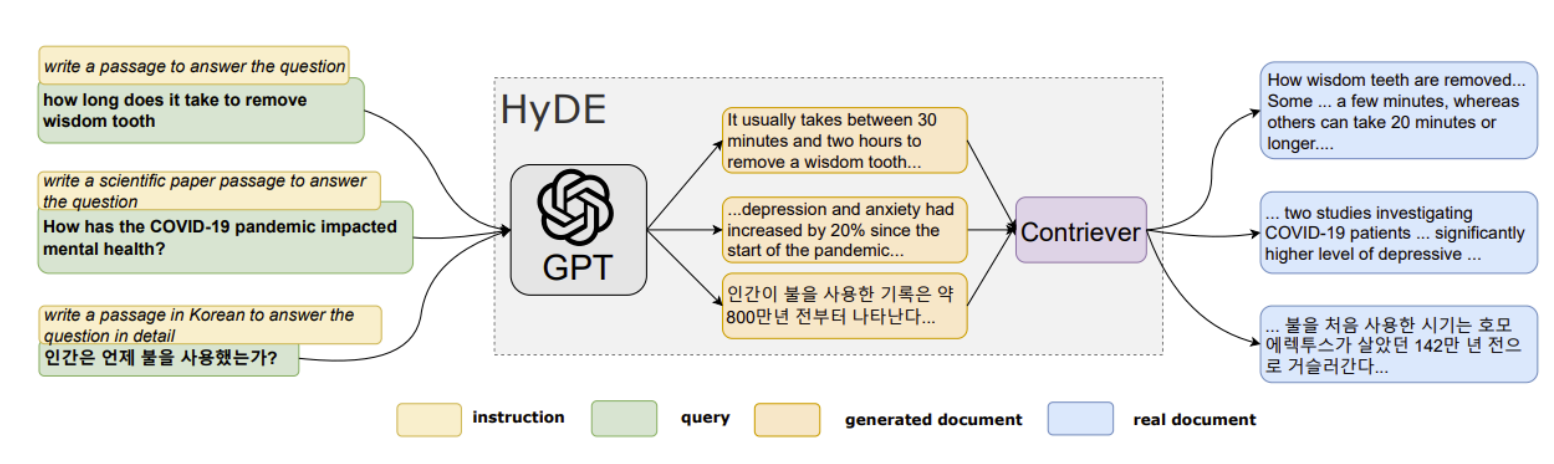 write a passage to answer the question
how long does it take to remove
wisdom tooth
write a scientific paper passage to answer
the question
How has the COVID-19 pandemic impacted
mental health?
write a passage in Korean to answer the
question in detail
인간은 언제 불을 사용했는가?
HyDE
GPT
It usually takes between 30
minutes and two hours to
remove a wisdom tooth...
...depression and anxiety had
increased by 20% since the
start of the pandemic...
인간이 불을 사용한 기록은 약
800만년 전부터 나타난다...
Contriever
How wisdom teeth are removed...
Some ... a few minutes, whereas
others can take 20 minutes or
longer....
... two studies investigating
COVID-19 patients ... significantly
higher level of depressive ...
... 불을 처음 사용한 시기는 호모
에렉투스가 살았던 142만 년 전으
로 거슬러간다...
instruction
query
generated document
real document